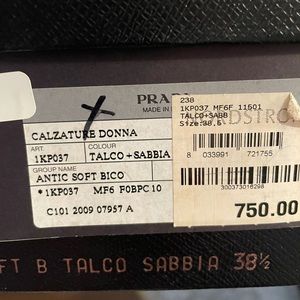 PRADA
MADE IN
CALZATURE DONNA
ART. COLOUR
1KP037 TALCO+SABBIA
GROUP NAME
ANTIC SOFT BICO
*1KP037 MF6 F0BPC10
C101 2009 07957 A
238
1KP037 MF6F 11501
TALCO+SABB
Size:38,5
8 033991 721755
300373016298
750.00
FT B TALCO SABBIA 38½